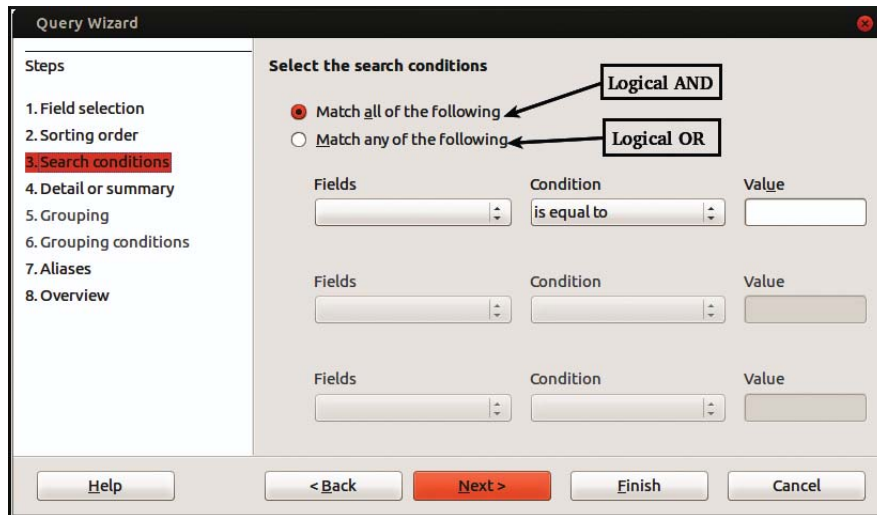 Query Wizard
Steps
1. Field selection
2. Sorting order
3. Search conditions
4. Detail or summary
5. Grouping
6. Grouping conditions
7. Aliases
8. Overview
Select the search conditions
Match all of the following
Logical AND
Match any of the following
Logical OR
Fields Condition Value
is equal to
Fields Condition Value
Fields Condition Value
Help < Back Next > Finish Cancel